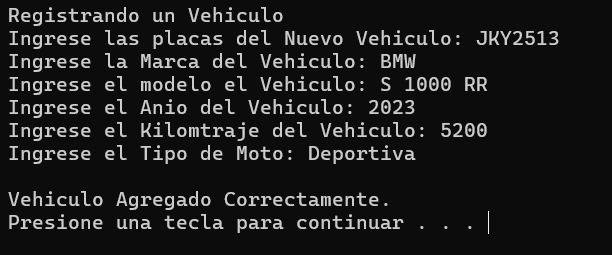 Registrando un Vehiculo
Ingrese las placas del Nuevo Vehiculo: JKY2513
Ingrese la Marca del Vehiculo: BMW
Ingrese el modelo el Vehiculo: S 1000 RR
Ingrese el Anio del Vehiculo: 2023
Ingrese el Kilomtraje del Vehiculo: 5200
Ingrese el Tipo de Moto: Deportiva

Vehiculo Agregado Correctamente.
Presione una tecla para continuar . . .